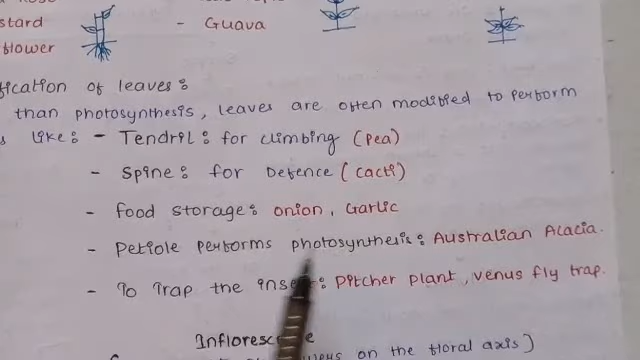 stard - Guava
flower
fication of leaves:
than photosynthesis, leaves are often modified to perform
like: - Tendril: for climbing (pea)
- Spine: for Defence (cacti)
- food storage: onion, Garlic
- Petiole performs photosynthesis: Australian Acacia.
- To Trap the inse : Pitcher plant, venus fly trap.
Infloresc
on the floral axis)